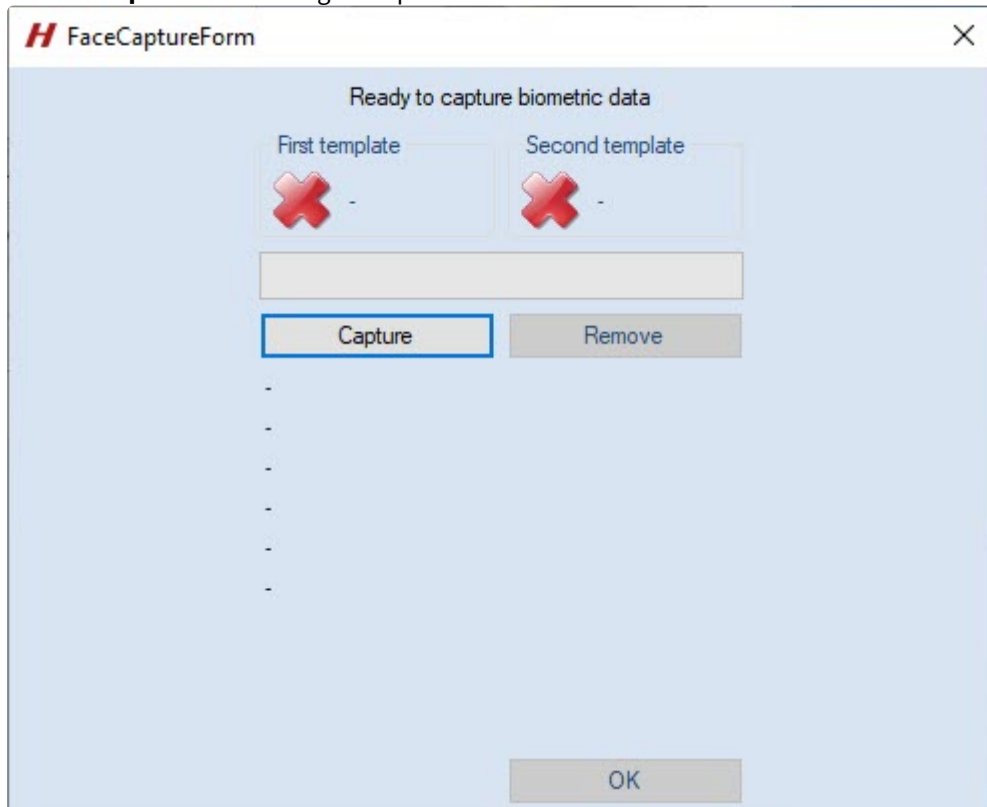 H FaceCaptureForm
Ready to capture biometric data
First template Second template
- -
Capture Remove
-
-
-
-
-
-
OK